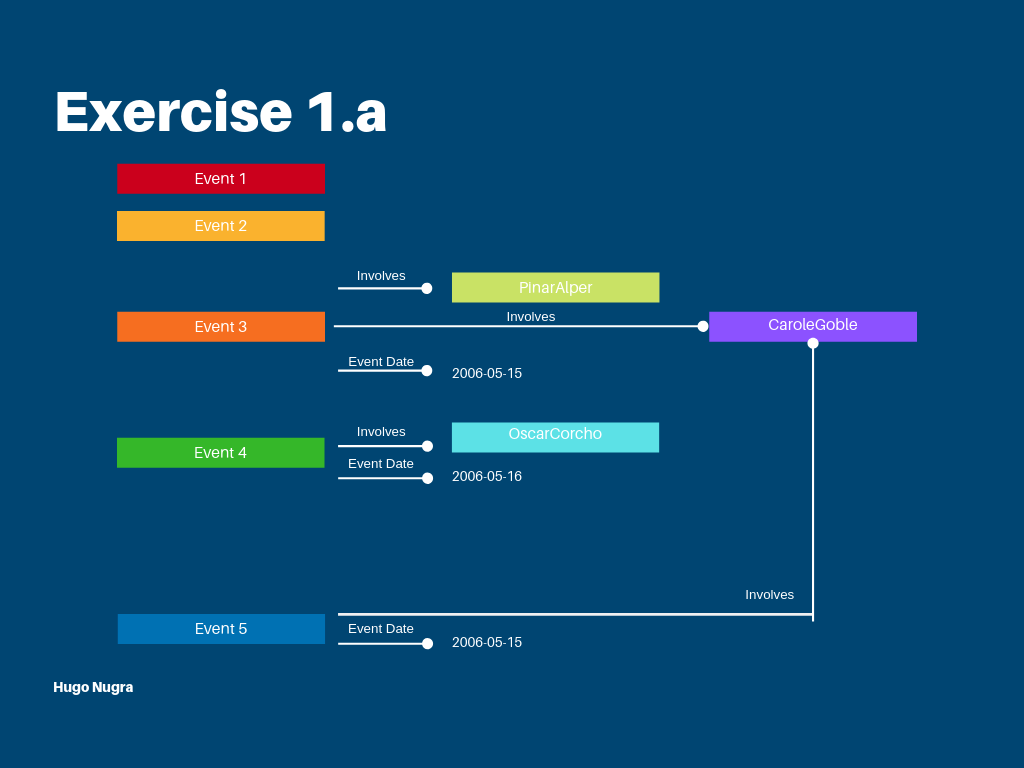 Exercise 1.a
Event 1
Event 2
Involves
PInarAlper
Involves
Event 3
CaroleGoble
Event Date
2006-05-15
Involves
OscarCorcho
Event 4
Event Date
2006-05-16
Involves
Event 5
Event Date
2006-05-15
Hugo Nugra